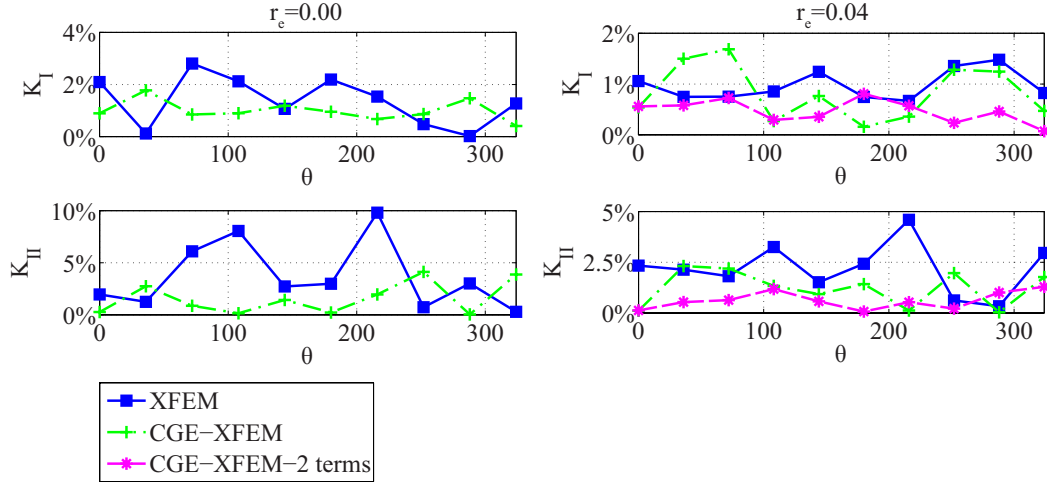 r_e=0.00
4%
2%
0%
K_I
0
100
200
300
θ
r_e=0.04
2%
1%
0%
K_I
0
100
200
300
θ
10%
5%
0%
K_II
0
100
200
300
θ
5%
2.5%
0%
K_II
0
100
200
300
θ
XFEM
CGE−XFEM
CGE−XFEM−2 terms